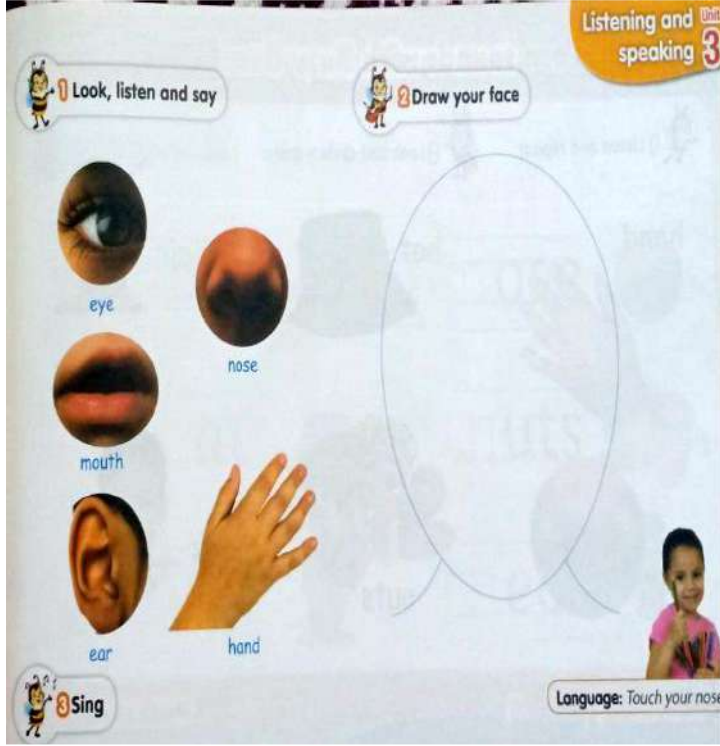 Listening and Unit
speaking 3
1 Look, listen and say
2 Draw your face
eye
nose
mouth
ear
hand
3 Sing
Language: Touch your nose